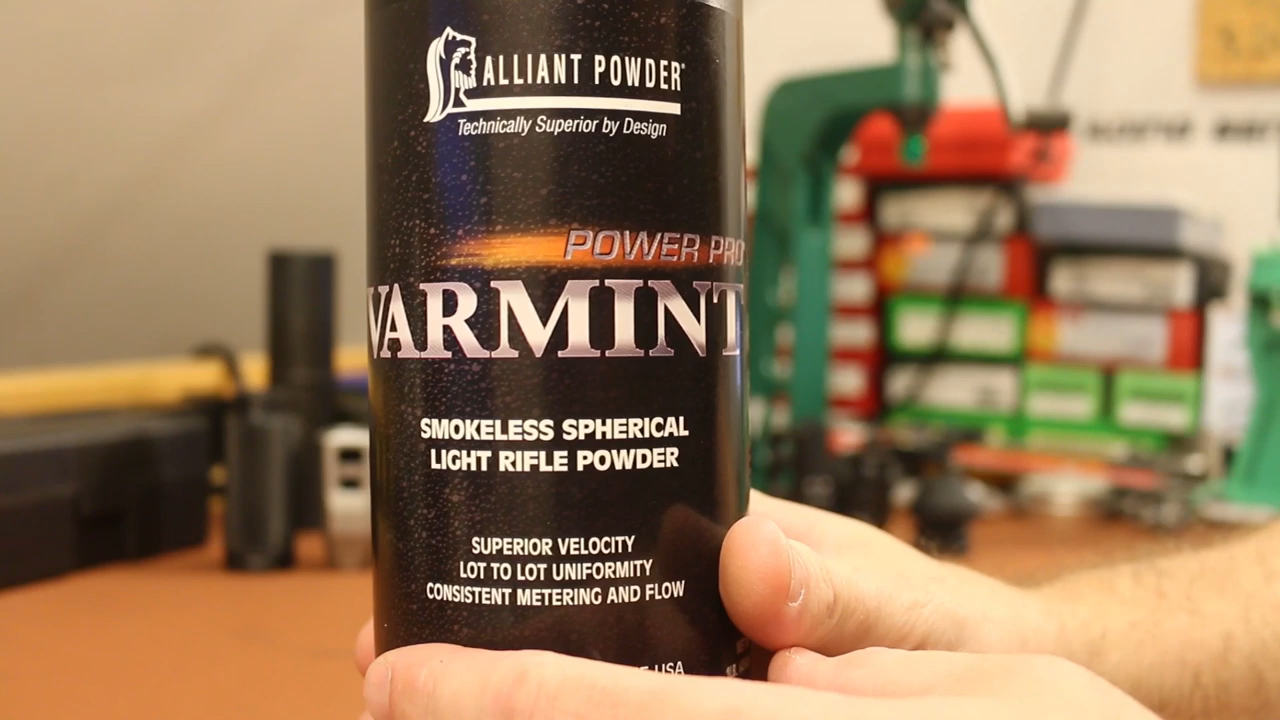 ALLIANT POWDER®
Technically Superior by Design
POWER PRO
VARMINT
SMOKELESS SPHERICAL
LIGHT RIFLE POWDER
SUPERIOR VELOCITY
LOT TO LOT UNIFORMITY
CONSISTENT METERING AND FLOW
USA